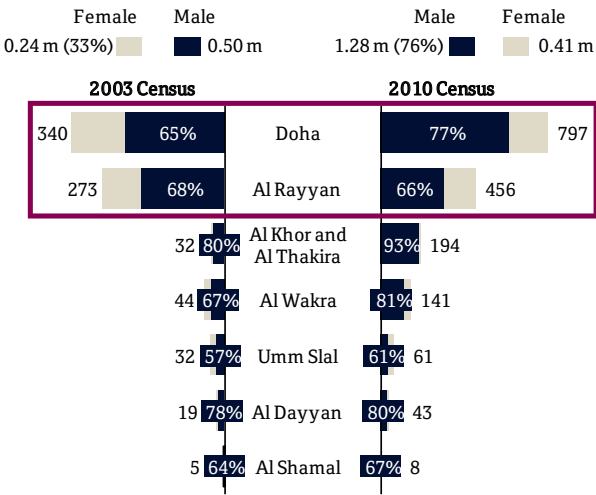 Female Male Male Female
0.24 m (33%) 0.50 m 1.28 m (76%) 0.41 m
2003 Census 2010 Census
340 65% Doha 77% 797
273 68% Al Rayyan 66% 456
32 80% Al Khor and Al Thakira 93% 194
44 67% Al Wakra 81% 141
32 57% Umm Slal 61% 61
19 78% Al Dayyan 80% 43
5 64% Al Shamal 67% 8